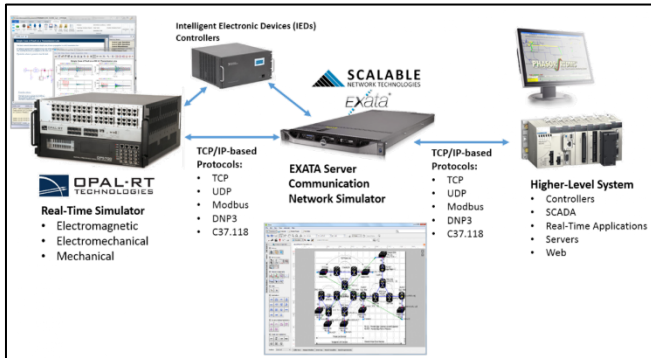 Intelligent Electronic Devices (IEDs)
Controllers
SCALABLE
NETWORK TECHNOLOGIES
EXata
OPAL-RT
TECHNOLOGIES
Real-Time Simulator
• Electromagnetic
• Electromechanical
• Mechanical
TCP/IP-based
Protocols:
• TCP
• UDP
• Modbus
• DNP3
• C37.118
EXATA Server
Communication
Network Simulator
TCP/IP-based
Protocols:
• TCP
• UDP
• Modbus
• DNP3
• C37.118
Higher-Level System
• Controllers
• SCADA
• Real-Time Applications
• Servers
• Web